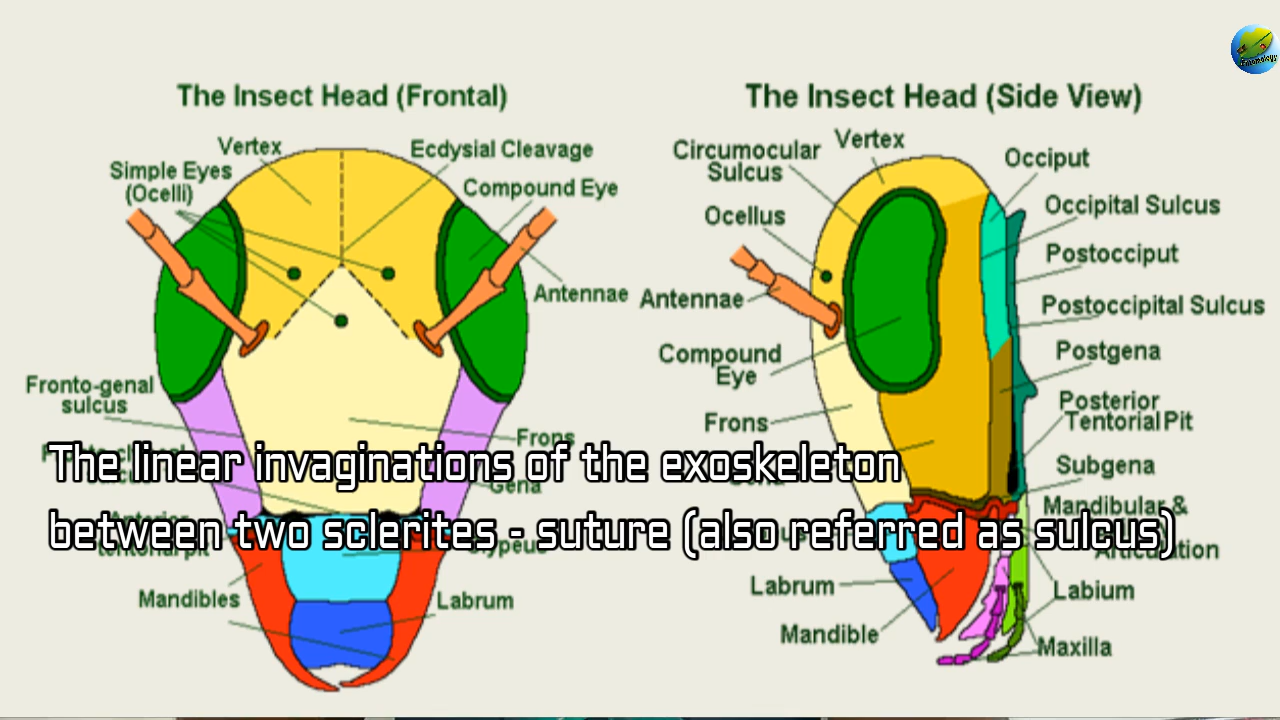 The Insect Head (Frontal)
Vertex
Ecdysial Cleavage
Simple Eyes
(Ocelli)
Compound Eye
Antennae
Fronto-genal
sulcus
Frons
Gena
Mandibles
Labrum
The Insect Head (Side View)
Vertex
Circumocular
Sulcus
Occiput
Ocellus
Occipital Sulcus
Postocciput
Antennae
Postoccipital Sulcus
Compound
Eye
Postgena
Frons
Posterior
Tentorial Pit
Subgena
Mandibular &
Labrum
Labium
Mandible
Maxilla
The linear invaginations of the exoskeleton
between two sclerites - suture (also referred as sulcus)